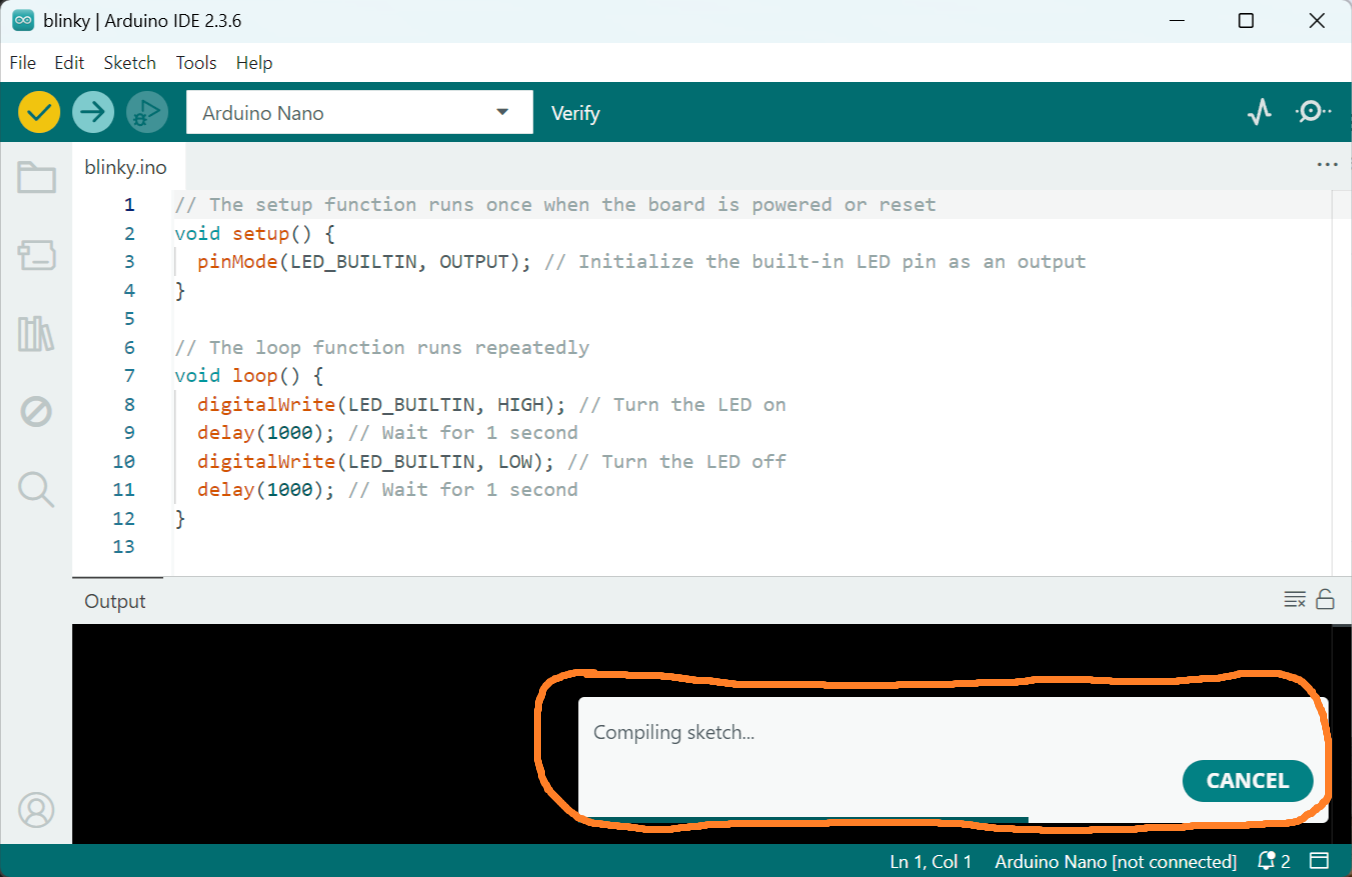 blinky | Arduino IDE 2.3.6
File Edit Sketch Tools Help
Arduino Nano Verify
blinky.ino
1 // The setup function runs once when the board is powered or reset
2 void setup() {
3 pinMode(LED_BUILTIN, OUTPUT); // Initialize the built-in LED pin as an output
4 }
5
6 // The loop function runs repeatedly
7 void loop() {
8 digitalWrite(LED_BUILTIN, HIGH); // Turn the LED on
9 delay(1000); // Wait for 1 second
10 digitalWrite(LED_BUILTIN, LOW); // Turn the LED off
11 delay(1000); // Wait for 1 second
12 }
13
Output
Compiling sketch...
CANCEL
Ln 1, Col 1 Arduino Nano [not connected] 2